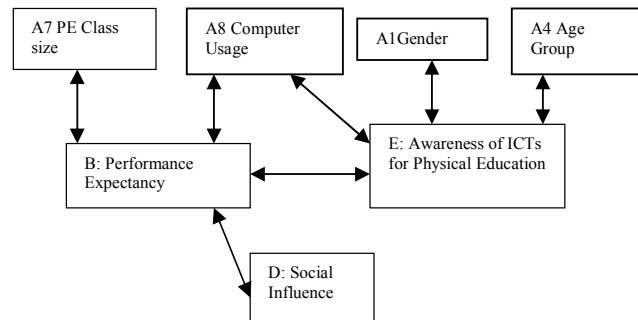 A7 PE Class
size
A8 Computer
Usage
A1Gender
A4 Age
Group
B: Performance
Expectancy
E: Awareness of ICTs
for Physical Education
D: Social
Influence